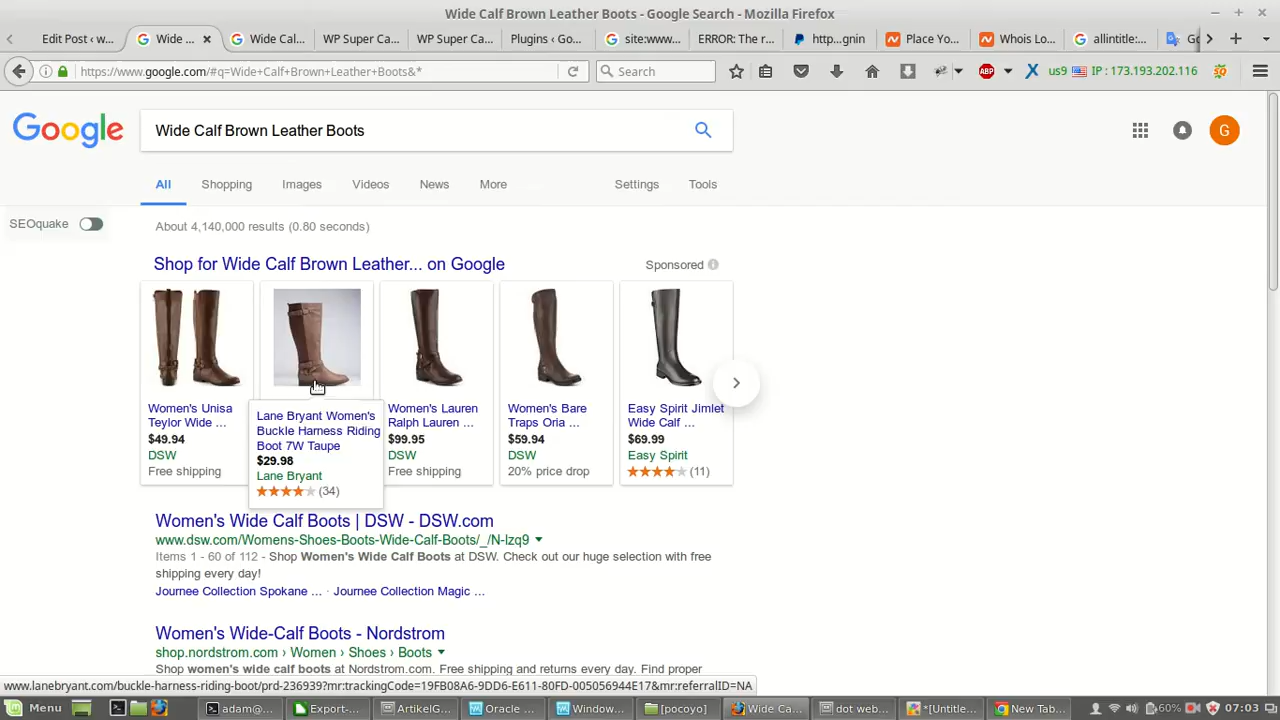 Wide Calf Brown Leather Boots - Google Search - Mozilla Firefox
Edit Post ‹ w... Wide ... Wide Cal... WP Super Ca... WP Super Ca... Plugins ‹ Go... site:www... ERROR: The r... http...gnin Place Yo... Whois Lo... allintitle:...
https://www.google.com/#q=Wide+Calf+Brown+Leather+Boots&* Search ABP us9 IP : 173.193.202.116
Google Wide Calf Brown Leather Boots G
All Shopping Images Videos News More Settings Tools
SEOquake
About 4,140,000 results (0.80 seconds)
Shop for Wide Calf Brown Leather... on Google Sponsored
Women's Unisa
Teylor Wide ...
$49.94
DSW
Free shipping
Lane Bryant Women's
Buckle Harness Riding
Boot 7W Taupe
$29.98
Lane Bryant
(34)
Women's Lauren
Ralph Lauren ...
$99.95
DSW
Free shipping
Women's Bare
Traps Oria ...
$59.94
DSW
20% price drop
Easy Spirit Jimlet
Wide Calf ...
$69.99
Easy Spirit
(11)
Women's Wide Calf Boots | DSW - DSW.com
www.dsw.com/Womens-Shoes-Boots-Wide-Calf-Boots/_/N-lzq9
Items 1 - 60 of 112 - Shop Women's Wide Calf Boots at DSW. Check out our huge selection with free
shipping every day!
Journee Collection Spokane ... · Journee Collection Magic ...
Women's Wide-Calf Boots - Nordstrom
shop.nordstrom.com › Women › Shoes › Boots
Shop women's wide calf boots at Nordstrom.com. Free shipping and returns every day. Find proper
www.lanebryant.com/buckle-harness-riding-boot/prd-236939?mr:trackingCode=19FB08A6-9DD6-E611-80FD-005056944E17&mr:referralID=NA
Menu adam@... Export-... ArtikelG... Oracle ... Window... [pocoyo] Wide Ca... dot web... *[Untitle... New Tab... 60% 07:03